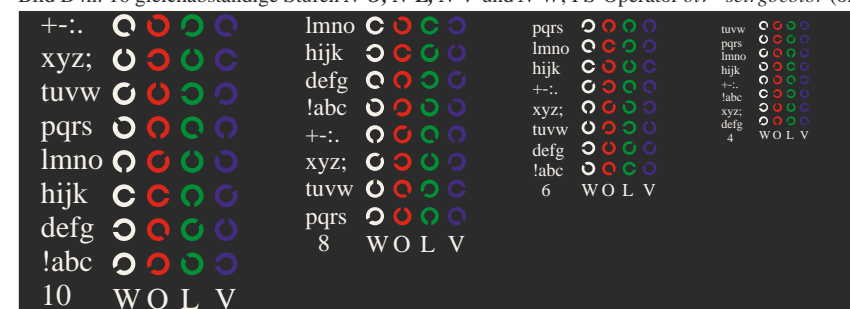 +-:.
xyz;
tuvw
pqrs
lmno
hijk
defg
!abc
10 W O L V
lmno
hijk
defg
!abc
+-:.
xyz;
tuvw
pqrs
8 W O L V
pqrs
lmno
hijk
+-:.
xyz;
tuvw
defg
!abc
6 W O L V
tuvw
pqrs
lmno
hijk
+-:.
!abc
xyz;
defg
4 W O L V